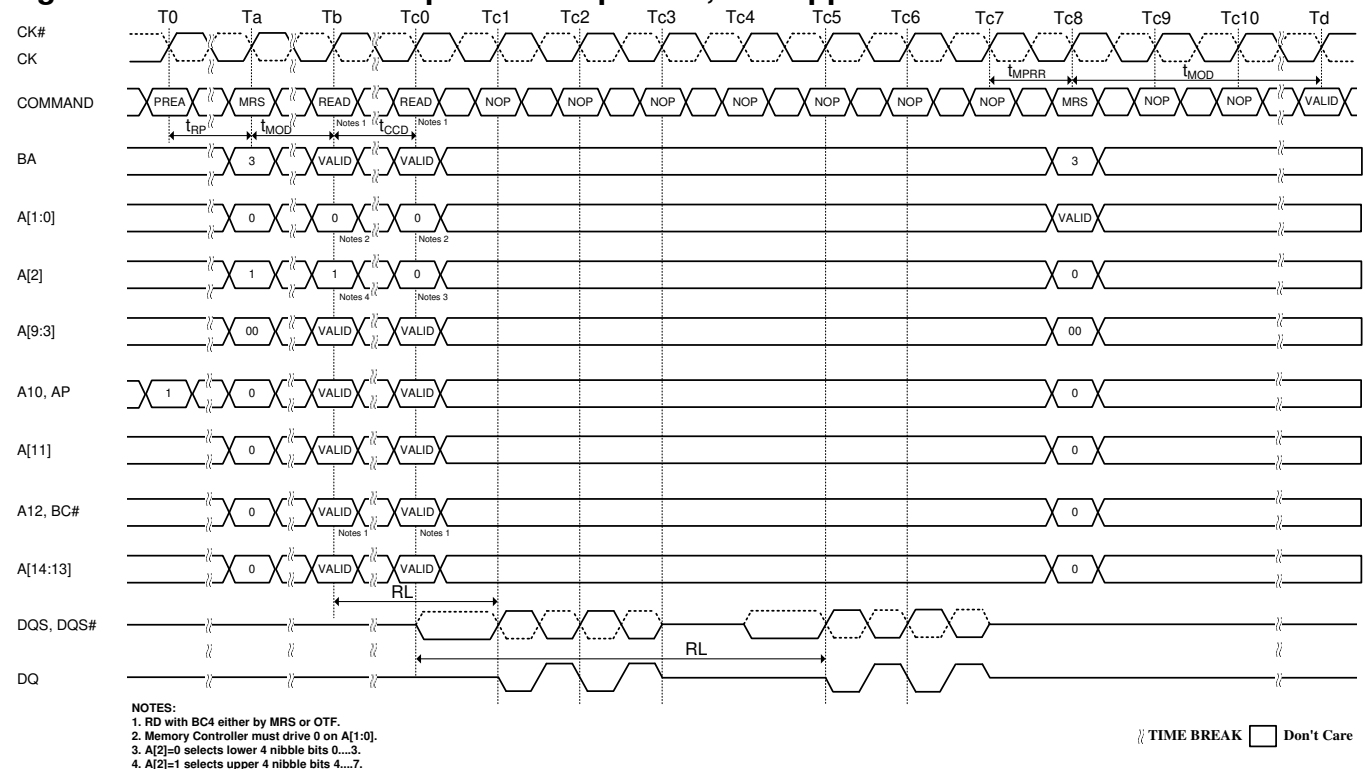 T0 Ta Tb Tc0 Tc1 Tc2 Tc3 Tc4 Tc5 Tc6 Tc7 Tc8 Tc9 Tc10 Td
CK#
CK
tMPRR tMOD
COMMAND PREA MRS READ READ NOP NOP NOP NOP NOP NOP NOP MRS NOP NOP VALID
Notes 1 Notes 1
tRP tMOD tCCD
BA 3 VALID VALID 3
A[1:0] 0 0 0 VALID
Notes 2 Notes 2
A[2] 1 1 0 0
Notes 4 Notes 3
A[9:3] 00 VALID VALID 00
A10, AP 1 0 VALID VALID 0
A[11] 0 VALID VALID 0
A12, BC# 0 VALID VALID 0
Notes 1 Notes 1
A[14:13] 0 VALID VALID 0
RL
DQS, DQS#
RL
DQ
NOTES:
1. RD with BC4 either by MRS or OTF.
2. Memory Controller must drive 0 on A[1:0].
3. A[2]=0 selects lower 4 nibble bits 0....3.
4. A[2]=1 selects upper 4 nibble bits 4....7.
TIME BREAK Don't Care